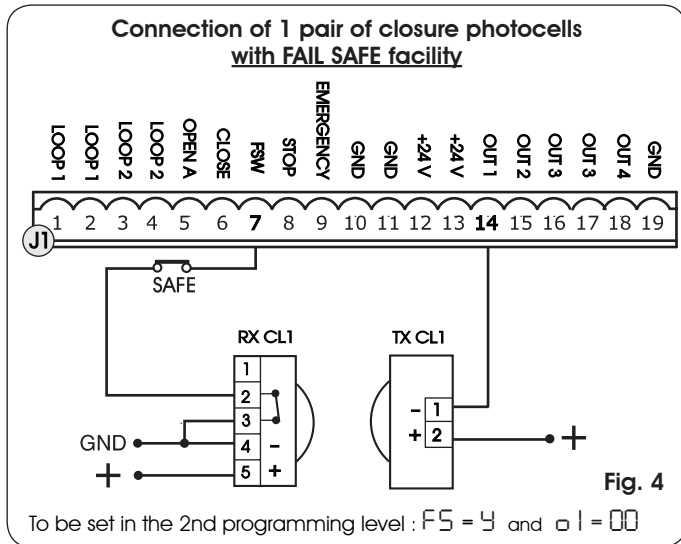 Connection of 1 pair of closure photocells
with FAIL SAFE facility
LOOP 1 LOOP 1 LOOP 2 LOOP 2 OPEN A CLOSE FSW STOP EMERGENCY GND GND +24 V +24 V OUT 1 OUT 2 OUT 3 OUT 3 OUT 4 GND
1 2 3 4 5 6 7 8 9 10 11 12 13 14 15 16 17 18 19
J1
SAFE
RX CL1
1
2
3
GND 4 -
+ 5 +
TX CL1
- 1
+ 2 +
Fig. 4
To be set in the 2nd programming level : FS = Y and o1 = 00